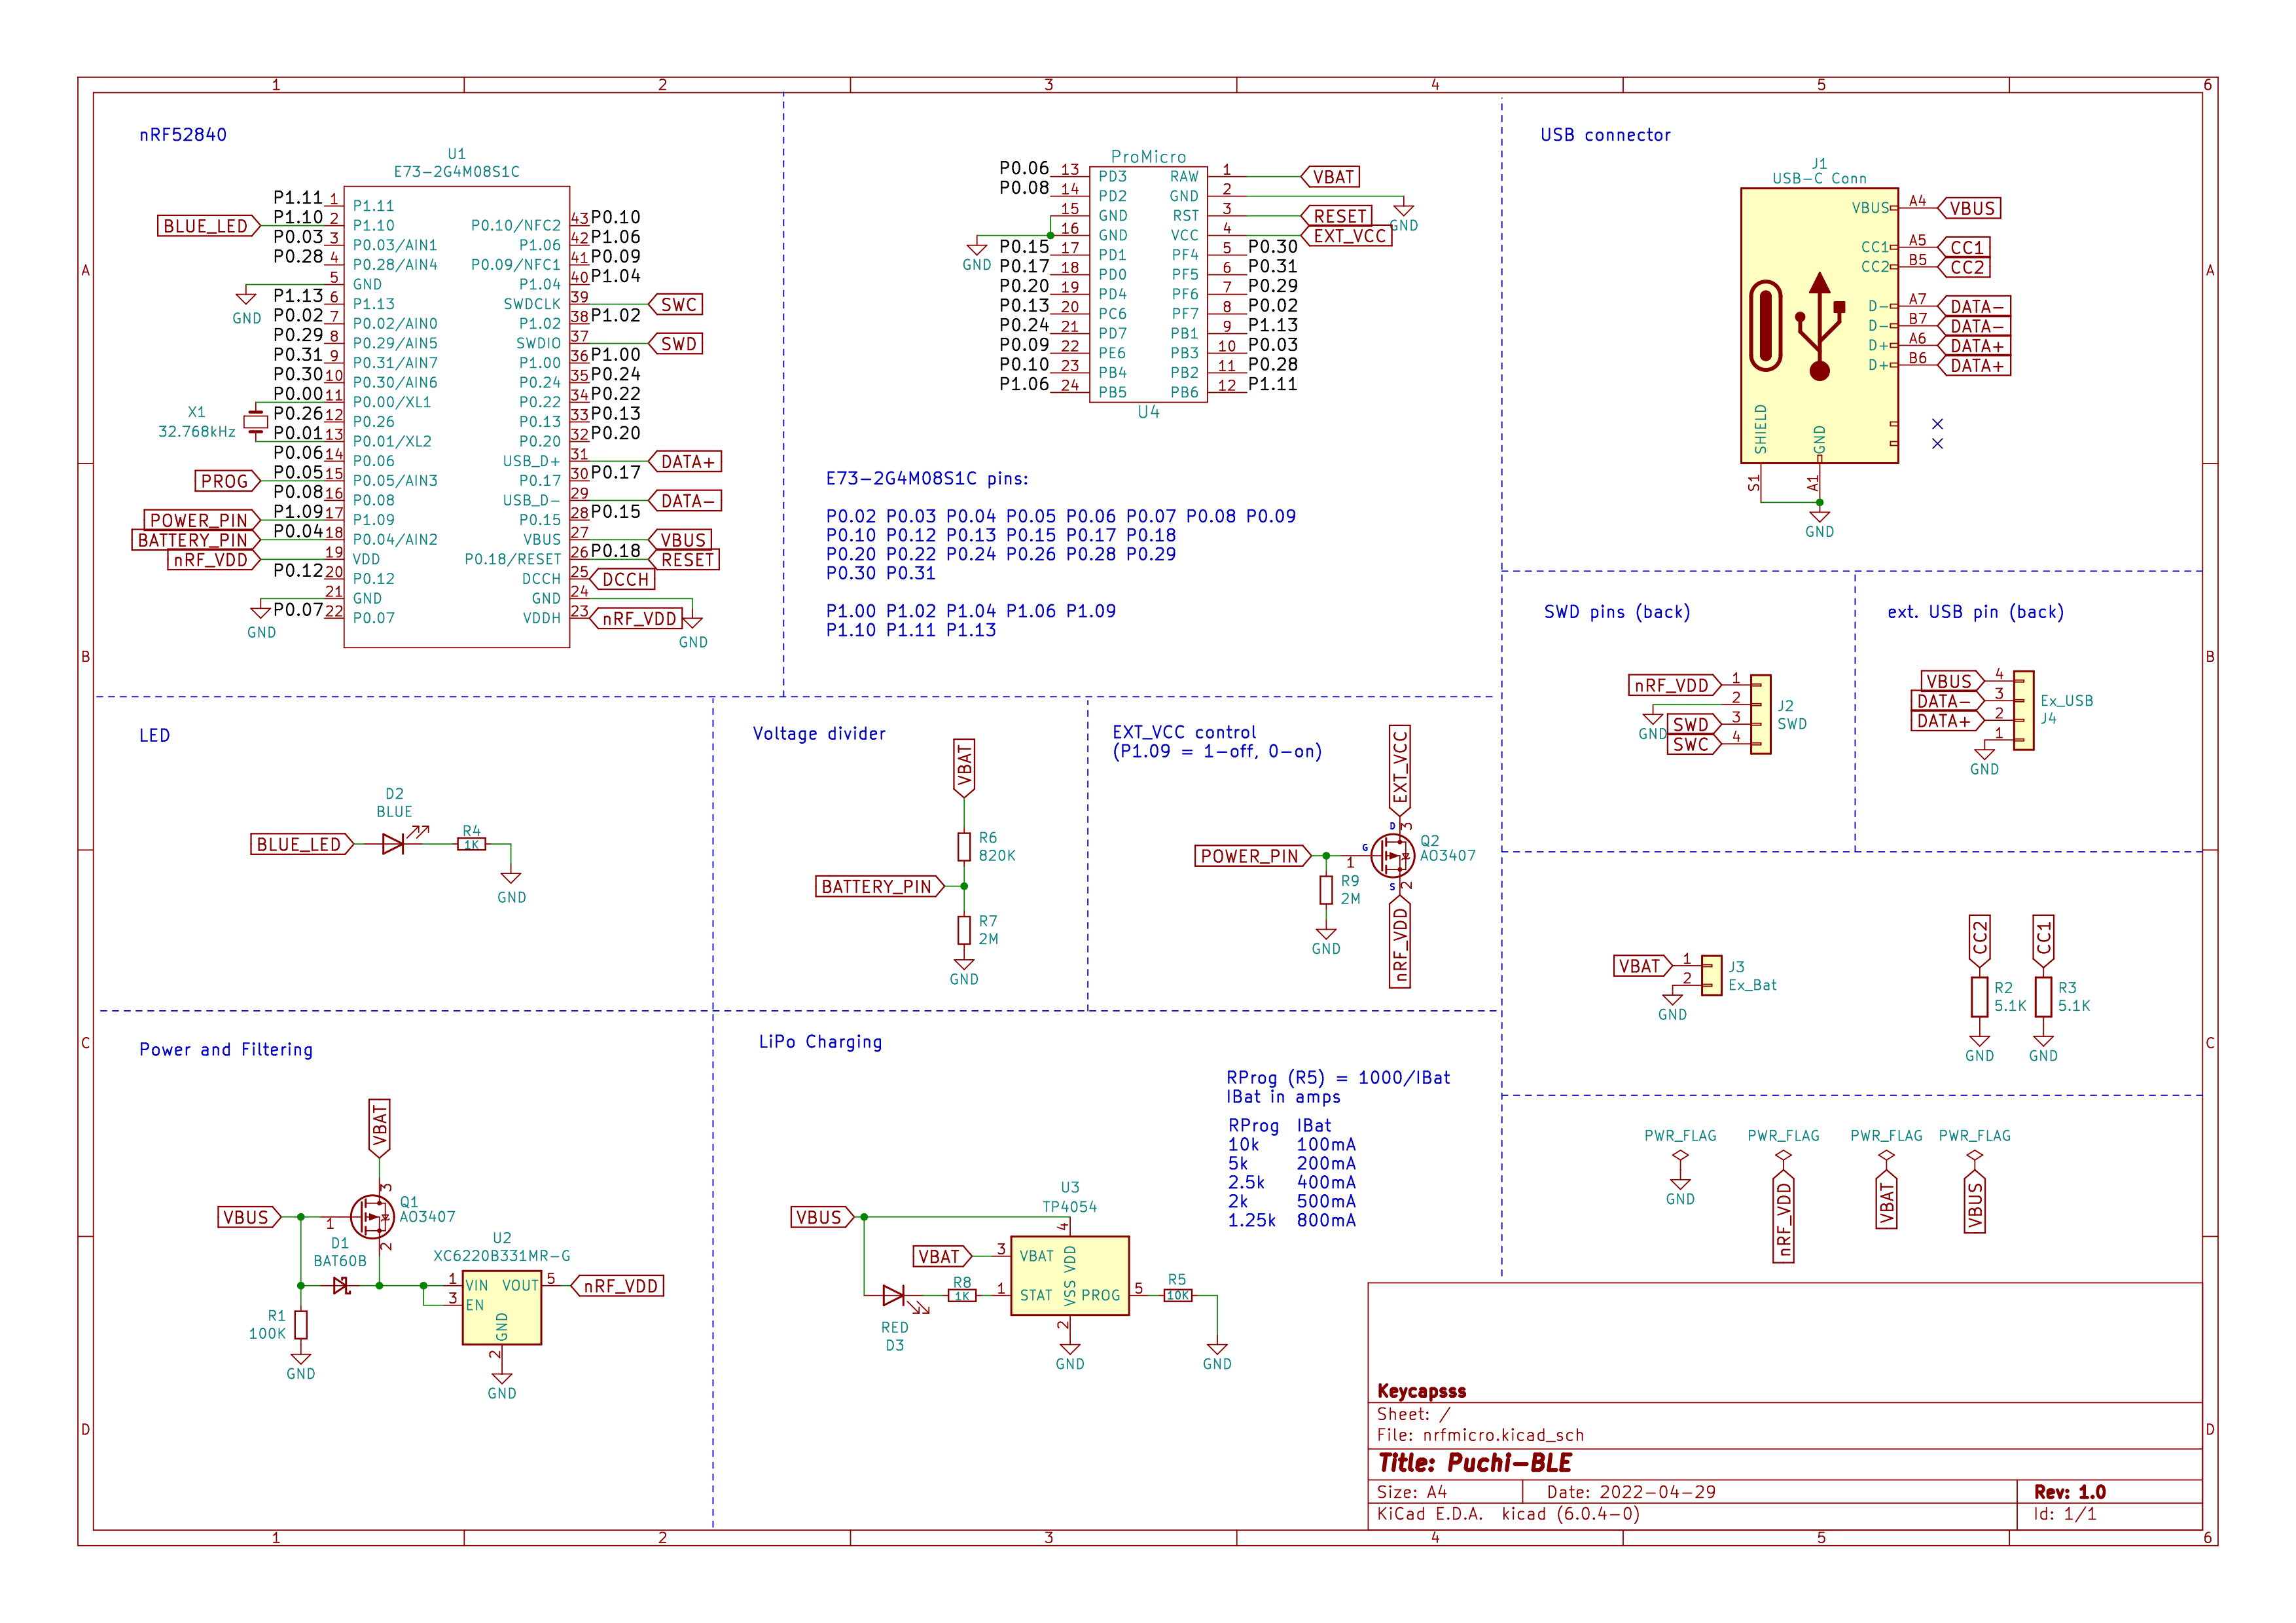 1 2 3 4 5 6
A
B
C
D
nRF52840
U1
E73-2G4M08S1C
P1.11 1 P1.11
BLUE_LED P1.10 2 P1.10
P0.03 3 P0.03/AIN1
P0.28 4 P0.28/AIN4
5 GND
GND
P1.13 6 P1.13
P0.02 7 P0.02/AIN0
P0.29 8 P0.29/AIN5
P0.31 9 P0.31/AIN7
P0.30 10 P0.30/AIN6
P0.00 11 P0.00/XL1
X1
32.768kHz
P0.26 12 P0.26
P0.01 13 P0.01/XL2
P0.06 14 P0.06
PROG P0.05 15 P0.05/AIN3
P0.08 16 P0.08
POWER_PIN P1.09 17 P1.09
BATTERY_PIN P0.04 18 P0.04/AIN2
nRF_VDD 19 VDD
P0.12 20 P0.12
21 GND
GND
P0.07 22 P0.07
P0.10/NFC2 43 P0.10
P1.06 42 P1.06
P0.09/NFC1 41 P0.09
P1.04 40 P1.04
SWDCLK 39 SWC
P1.02 38 P1.02
SWDIO 37 SWD
P1.00 36 P1.00
P0.24 35 P0.24
P0.22 34 P0.22
P0.13 33 P0.13
P0.20 32 P0.20
USB_D+ 31 DATA+
P0.17 30 P0.17
USB_D- 29 DATA-
P0.15 28 P0.15
VBUS 27 VBUS
P0.18/RESET 26 P0.18 RESET
DCCH 25 DCCH
GND 24
VDDH 23 nRF_VDD
GND
ProMicro
P0.06 13 PD3 RAW 1 VBAT
P0.08 14 PD2 GND 2
15 GND RST 3 RESET
GND
16 GND VCC 4 EXT_VCC
GND
P0.15 17 PD1 PF4 5 P0.30
P0.17 18 PD0 PF5 6 P0.31
P0.20 19 PD4 PF6 7 P0.29
P0.13 20 PC6 PF7 8 P0.02
P0.24 21 PD7 PB1 9 P1.13
P0.09 22 PE6 PB3 10 P0.03
P0.10 23 PB4 PB2 11 P0.28
P1.06 24 PB5 PB6 12 P1.11
U4
E73-2G4M08S1C pins:
P0.02 P0.03 P0.04 P0.05 P0.06 P0.07 P0.08 P0.09
P0.10 P0.12 P0.13 P0.15 P0.17 P0.18
P0.20 P0.22 P0.24 P0.26 P0.28 P0.29
P0.30 P0.31
P1.00 P1.02 P1.04 P1.06 P1.09
P1.10 P1.11 P1.13
USB connector
J1
USB-C Conn
VBUS A4 VBUS
CC1 A5 CC1
CC2 B5 CC2
D- A7 DATA-
D- B7 DATA-
D+ A6 DATA+
D+ B6 DATA+
SHIELD GND
S1 A1
GND
SWD pins (back)
nRF_VDD 1
2
GND
SWD 3
SWC 4
J2
SWD
ext. USB pin (back)
VBUS 4
DATA- 3
DATA+ 2
1
GND
Ex_USB
J4
LED
D2
BLUE
BLUE_LED
R4
1K
GND
Voltage divider
VBAT
R6
820K
BATTERY_PIN
R7
2M
GND
EXT_VCC control
(P1.09 = 1-off, 0-on)
EXT_VCC
D 3
G 1
S 2
Q2
AO3407
POWER_PIN
R9
2M
GND
nRF_VDD
VBAT 1
2
J3
Ex_Bat
GND
CC2 CC1
R2
5.1K
R3
5.1K
GND GND
Power and Filtering
VBAT
3
Q1
AO3407
VBUS 1
2
D1
BAT60B
U2
XC6220B331MR-G
1 VIN VOUT 5 nRF_VDD
3 EN
GND
2
R1
100K
GND
GND
LiPo Charging
RProg (R5) = 1000/IBat
IBat in amps
RProg IBat
10k 100mA
5k 200mA
2.5k 400mA
2k 500mA
1.25k 800mA
U3
TP4054
VBUS
4
VBAT 3 VBAT VDD
R8
1K
1 STAT VSS PROG 5
R5
10K
2
RED
D3
GND GND
PWR_FLAG PWR_FLAG PWR_FLAG PWR_FLAG
GND nRF_VDD VBAT VBUS
Keycapsss
Sheet: /
File: nrfmicro.kicad_sch
Title: Puchi-BLE
Size: A4 Date: 2022-04-29 Rev: 1.0
KiCad E.D.A. kicad (6.0.4-0) Id: 1/1
A
B
C
D
1 2 3 4 5 6